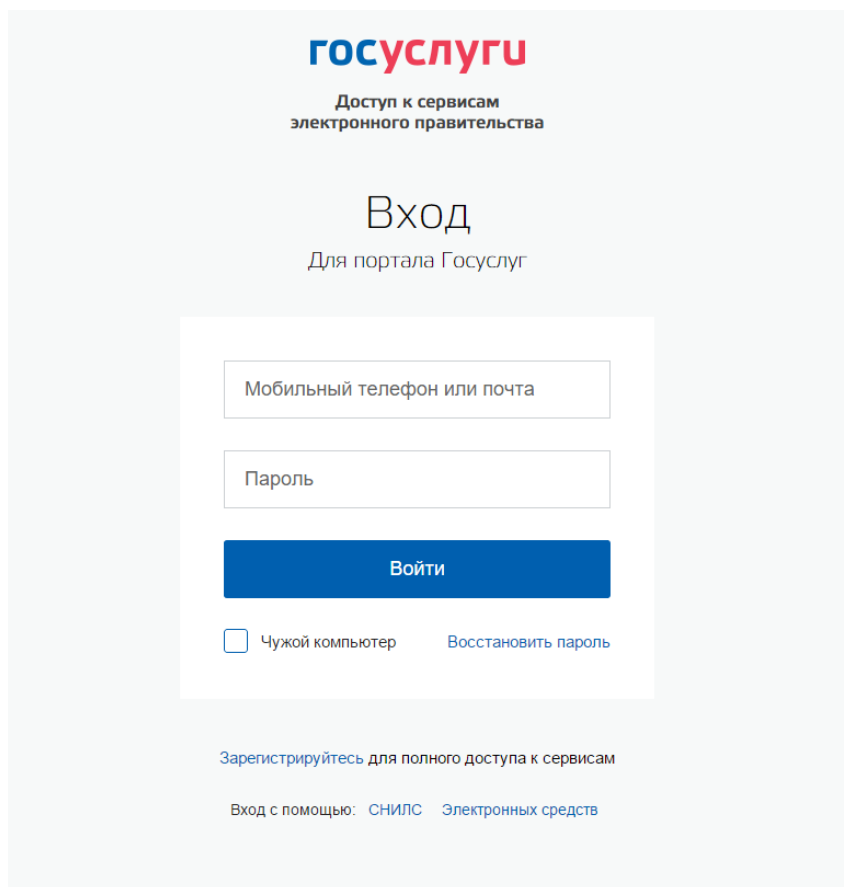 госуслуги
Доступ к сервисам
электронного правительства
Вход
Для портала Госуслуг
Мобильный телефон или почта
Пароль
Войти
Чужой компьютер Восстановить пароль
Зарегистрируйтесь для полного доступа к сервисам
Вход с помощью: СНИЛС Электронных средств